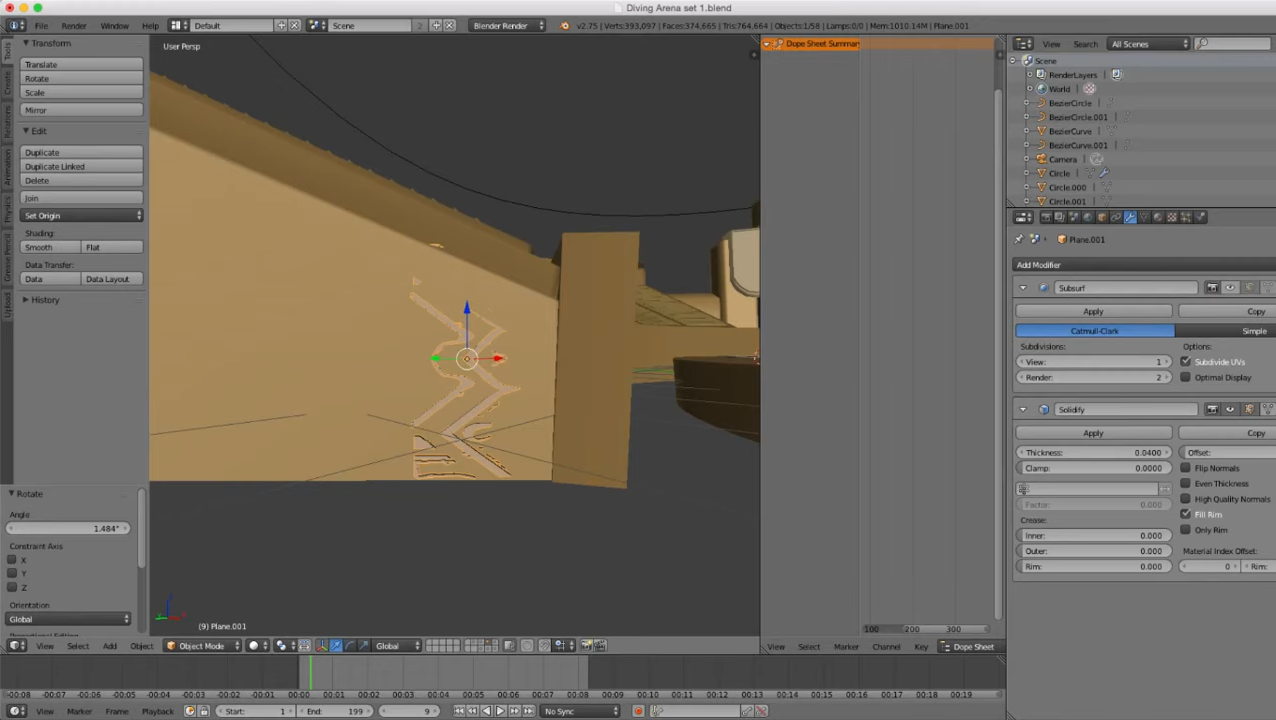 Diving Arena set 1.blend
File Render Window Help Default Scene 2 Blender Render v2.75 | Verts:393,097 | Faces:374,665 | Tris:764,664 | Objects:1/58 | Lamps:0/0 | Mem:1010.14M | Plane.001
Tools
Create
Relations
Animation
Physics
Grease Pencil
Upload
Transform
Translate
Rotate
Scale
Mirror
Edit
Duplicate
Duplicate Linked
Delete
Join
Set Origin
Shading:
Smooth Flat
Data Transfer:
Data Data Layout
History
Rotate
Angle
1.484°
Constraint Axis
X
Y
Z
Orientation
Global
User Persp
(9) Plane.001
View Select Add Object Object Mode Global
Dope Sheet Summary
100 200 300
View Select Marker Channel Key Dope Sheet
View Search All Scenes
Scene
RenderLayers
World
BezierCircle
BezierCircle.001
BezierCurve
BezierCurve.001
Camera
Circle
Circle.000
Circle.001
Plane.001
Add Modifier
Subsurf
Apply Copy
Catmull-Clark Simple
Subdivisions: Options:
View: 1 Subdivide UVs
Render: 2 Optimal Display
Solidify
Apply Copy
Thickness: 0.0400 Offset:
Clamp: 0.0000 Flip Normals
Even Thickness
High Quality Normals
Factor: 0.000
Fill Rim
Crease: Only Rim
Inner: 0.000
Outer: 0.000 Material Index Offset:
Rim: 0.000 0 Rim:
-00:08 -00:07 -00:06 -00:05 -00:04 -00:03 -00:02 -00:01 00:00 00:01 00:02 00:03 00:04 00:05 00:06 00:07 00:08 00:09 00:10 00:11 00:12 00:13 00:14 00:15 00:16 00:17 00:18 00:19
View Marker Frame Playback Start: 1 End: 199 9 No Sync